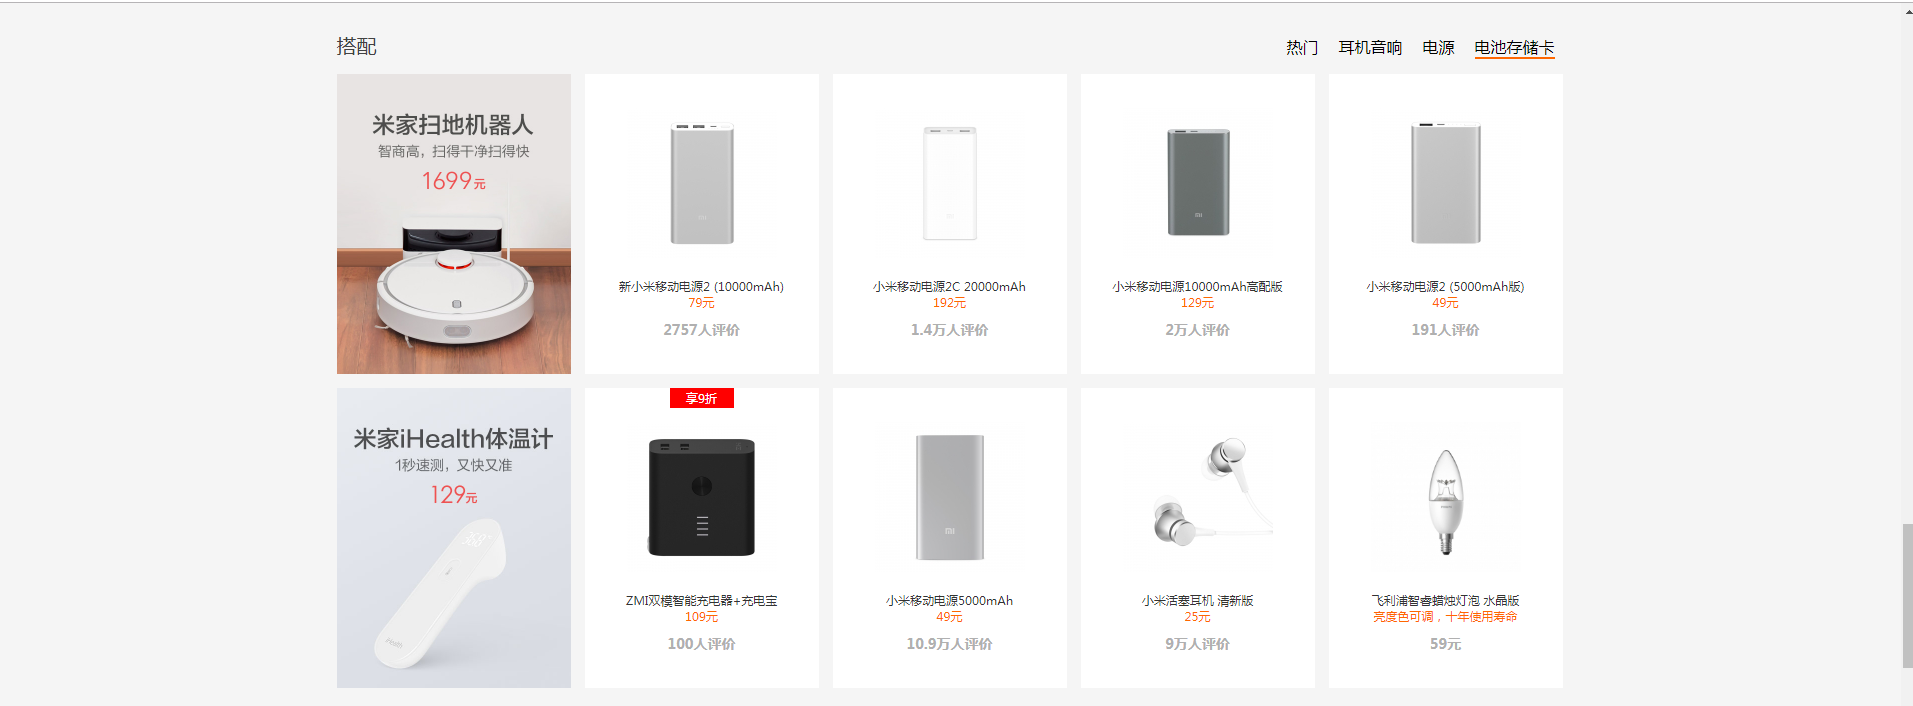 搭配
热门 耳机音响 电源 电池存储卡
米家扫地机器人
智商高，扫得干净扫得快
1699元
新小米移动电源2 (10000mAh)
79元
2757人评价
小米移动电源2C 20000mAh
192元
1.4万人评价
小米移动电源10000mAh高配版
129元
2万人评价
小米移动电源2 (5000mAh版)
49元
191人评价
米家iHealth体温计
1秒速测，又快又准
129元
iHealth
享9折
ZMI双模智能充电器+充电宝
109元
100人评价
小米移动电源5000mAh
49元
10.9万人评价
小米活塞耳机 清新版
25元
9万人评价
飞利浦智睿蜡烛灯泡 水晶版
亮度色可调，十年使用寿命
59元